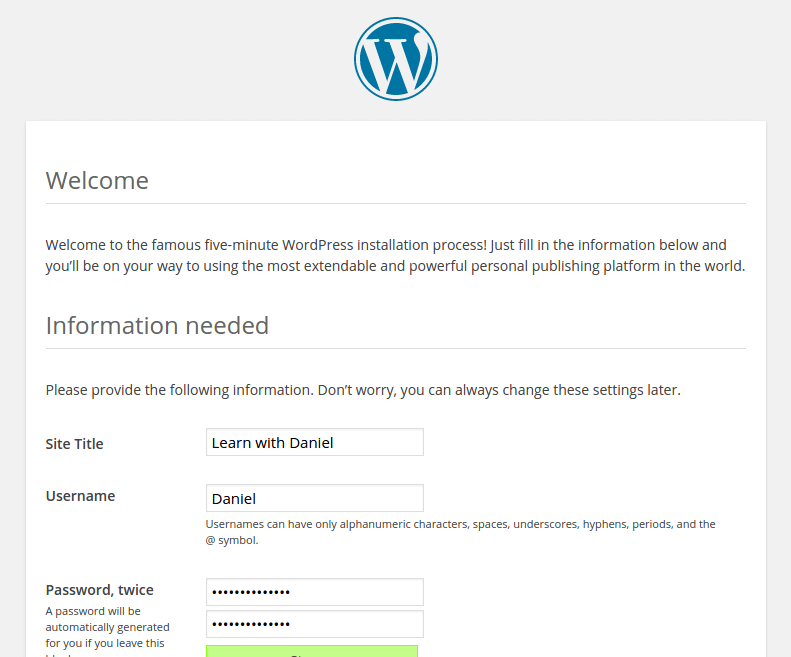 Welcome
Welcome to the famous five-minute WordPress installation process! Just fill in the information below and
you’ll be on your way to using the most extendable and powerful personal publishing platform in the world.
Information needed
Please provide the following information. Don’t worry, you can always change these settings later.
Site Title
Learn with Daniel
Username
Daniel
Usernames can have only alphanumeric characters, spaces, underscores, hyphens, periods, and the
@ symbol.
Password, twice
A password will be
automatically generated
for you if you leave this
••••••••••••••
••••••••••••••